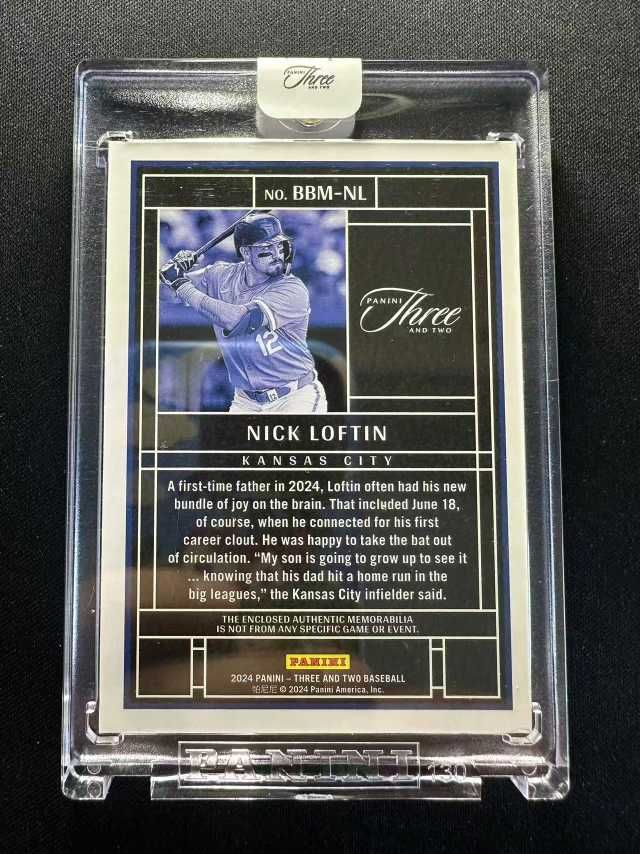 PANINI
Three
AND TWO
NO. BBM-NL
12
12
PANINI
Three
AND TWO
NICK LOFTIN
KANSAS CITY
A first-time father in 2024, Loftin often had his new
bundle of joy on the brain. That included June 18,
of course, when he connected for his first
career clout. He was happy to take the bat out
of circulation. “My son is going to grow up to see it
... knowing that his dad hit a home run in the
big leagues,” the Kansas City infielder said.
THE ENCLOSED AUTHENTIC MEMORABILIA
IS NOT FROM ANY SPECIFIC GAME OR EVENT.
PANINI
2024 PANINI – THREE AND TWO BASEBALL
帕尼尼 © 2024 Panini America, Inc.
PANINI
130